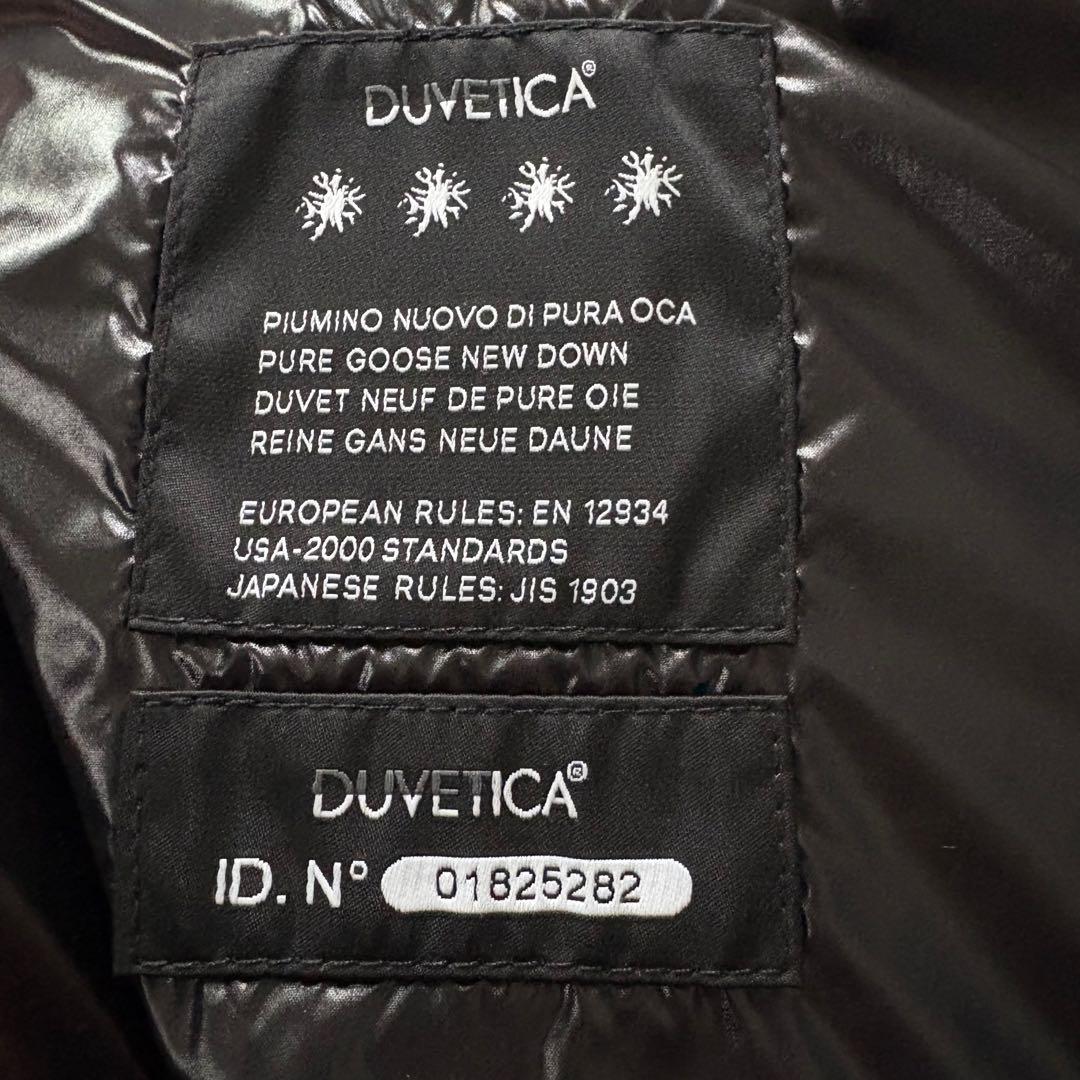 DUVETICA®
PIUMINO NUOVO DI PURA OCA
PURE GOOSE NEW DOWN
DUVET NEUF DE PURE OIE
REINE GANS NEUE DAUNE
EUROPEAN RULES: EN 12934
USA-2000 STANDARDS
JAPANESE RULES: JIS 1903
DUVETICA®
ID. N° 01825282